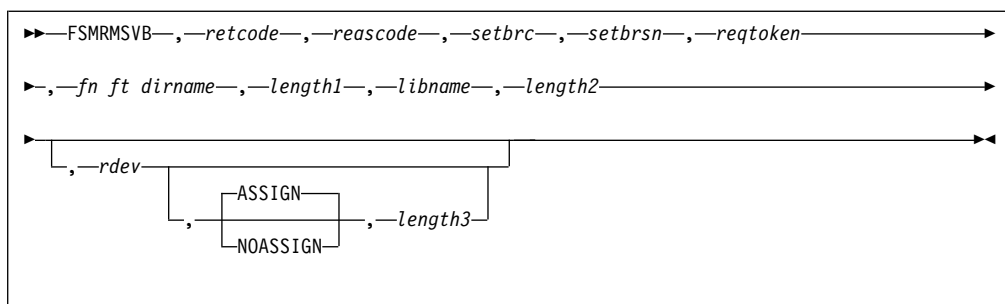 FSMRMSVB , retcode , reascode , setbrc , setbrsn , reqtoken
, fn ft dirname , length1 , libname , length2
, rdev
, ASSIGN , length3
NOASSIGN